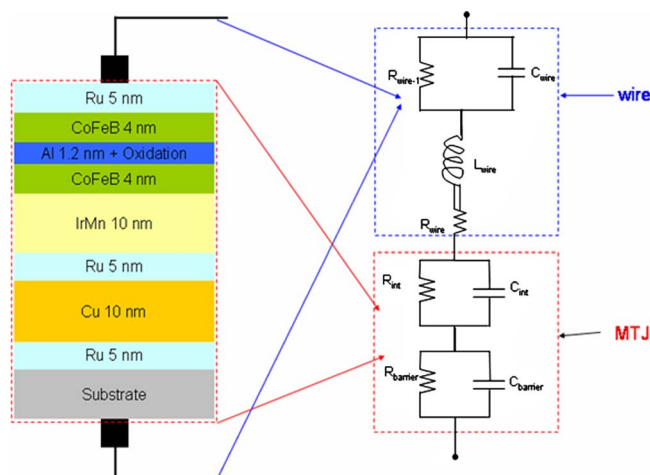 Ru 5 nm
CoFeB 4 nm
Al 1.2 nm + Oxidation
CoFeB 4 nm
IrMn 10 nm
Ru 5 nm
Cu 10 nm
Ru 5 nm
Substrate
Rwire-1
Cwire
wire
Lwire
Rwire
Rint
Cint
MTJ
Rbarrier
Cbarrier